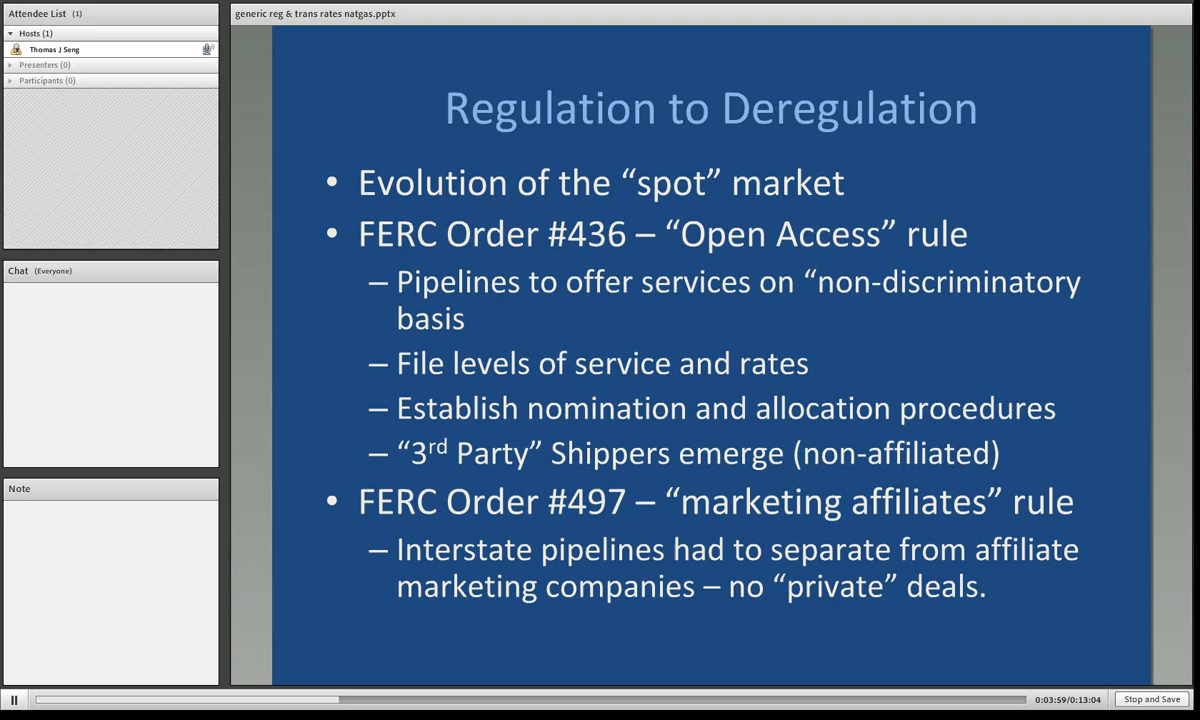 Attendee List (1)
Hosts (1)
Thomas J Seng
Presenters (0)
Participants (0)
Chat (Everyone)
Note
generic reg & trans rates natgas.pptx
Regulation to Deregulation
• Evolution of the “spot” market
• FERC Order #436 – “Open Access” rule
– Pipelines to offer services on “non-discriminatory
basis
– File levels of service and rates
– Establish nomination and allocation procedures
– “3rd Party” Shippers emerge (non-affiliated)
• FERC Order #497 – “marketing affiliates” rule
– Interstate pipelines had to separate from affiliate
marketing companies – no “private” deals.
0:03:59/0:13:04
Stop and Save